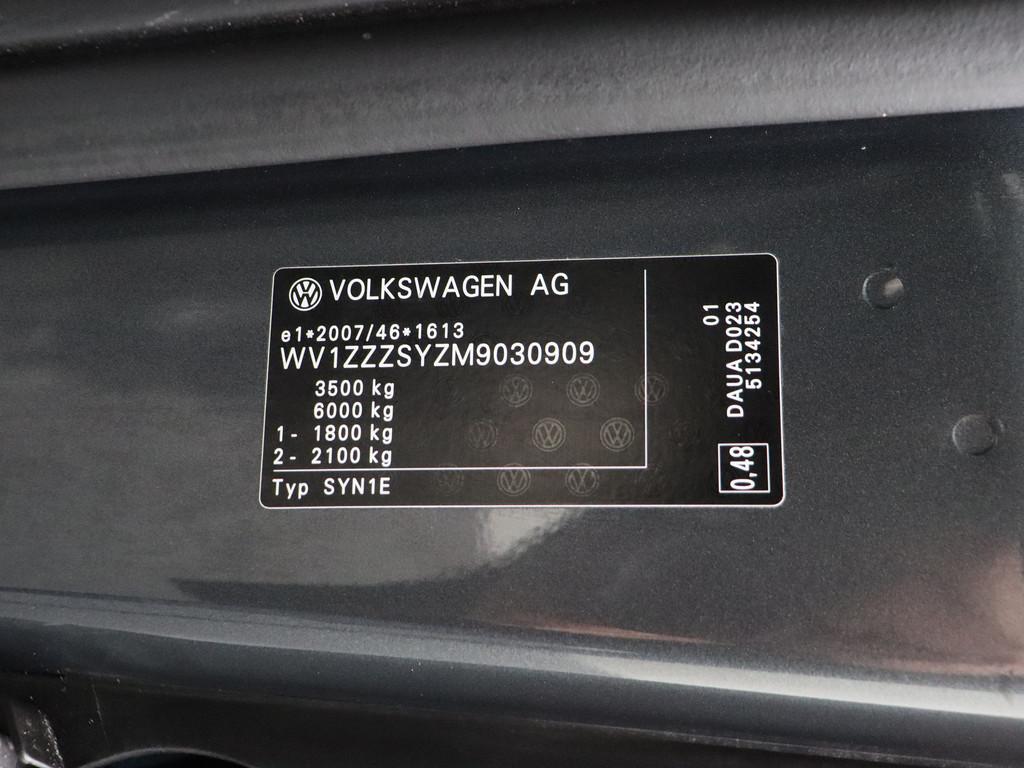 VOLKSWAGEN AG
e1*2007/46*1613
WV1ZZZSYZM9030909
3500 kg
6000 kg
1- 1800 kg
2- 2100 kg
Typ SYN1E
01
DAUA D023
5134254
0,48